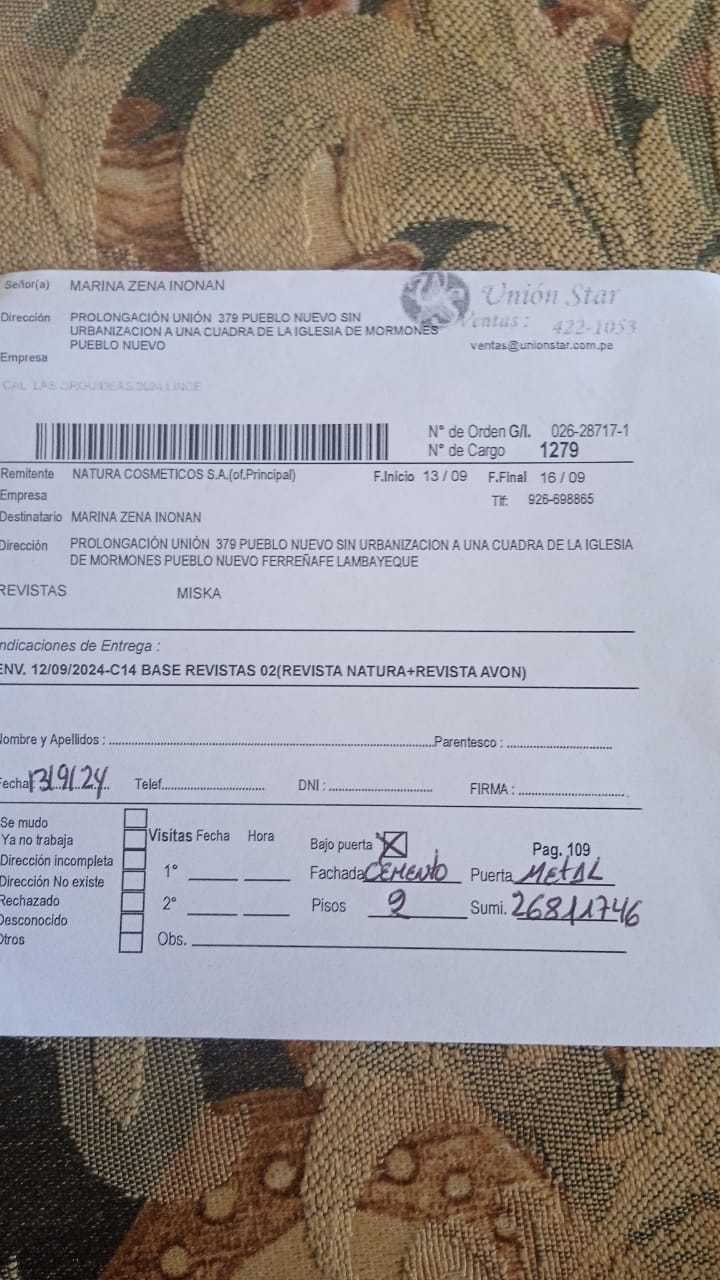 Señor(a) MARINA ZENA INONAN
Unión Star
Ventas : 422-1053
ventas@unionstar.com.pe
Dirección PROLONGACIÓN UNIÓN 379 PUEBLO NUEVO SIN
URBANIZACION A UNA CUADRA DE LA IGLESIA DE MORMONES
PUEBLO NUEVO
Empresa
CAL LAS ORQUIDEAS LINCE
N° de Orden G/I. 026-28717-1
N° de Cargo 1279
Remitente NATURA COSMETICOS S.A.(of.Principal) F.Inicio 13 / 09 F.Final 16 / 09
Empresa Tlf: 926-698865
Destinatario MARINA ZENA INONAN
Dirección PROLONGACIÓN UNIÓN 379 PUEBLO NUEVO SIN URBANIZACION A UNA CUADRA DE LA IGLESIA
DE MORMONES PUEBLO NUEVO FERREÑAFE LAMBAYEQUE
REVISTAS MISKA
ndicaciones de Entrega :
ENV. 12/09/2024-C14 BASE REVISTAS 02(REVISTA NATURA+REVISTA AVON)
Nombre y Apellidos : Parentesco :
Fecha 13/9/24 Telef. DNI : FIRMA :
Se mudo
Ya no trabaja
Dirección incompleta
Dirección No existe
Rechazado
Desconocido
Otros
Visitas Fecha Hora
1°
2°
Obs.
Bajo puerta X Pag. 109
Fachada CEMENTO Puerta METAL
Pisos 2 Sumi. 26811746